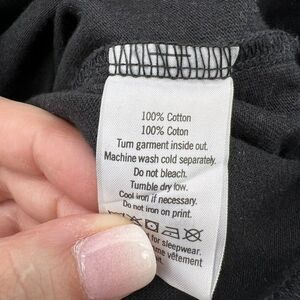 100% Cotton
100% Coton
Turn garment inside out.
Machine wash cold separately.
Do not bleach.
Tumble dry low.
Cool iron if necessary.
Do not iron on print.
for sleepwear.
vêtement